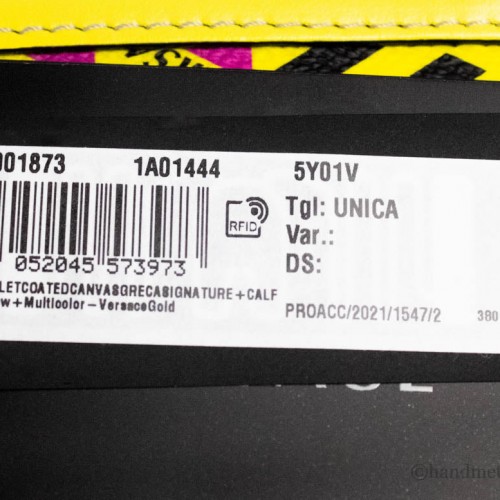 001873 1A01444 5Y01V
RFID
Tgl: UNICA
Var.:
DS:
052045 573973
LETCOATEDCANVASGRECASIGNATURE+CALF
w+Multicolor-VersaceGold
PROACC/2021/1547/2 380
©handmet